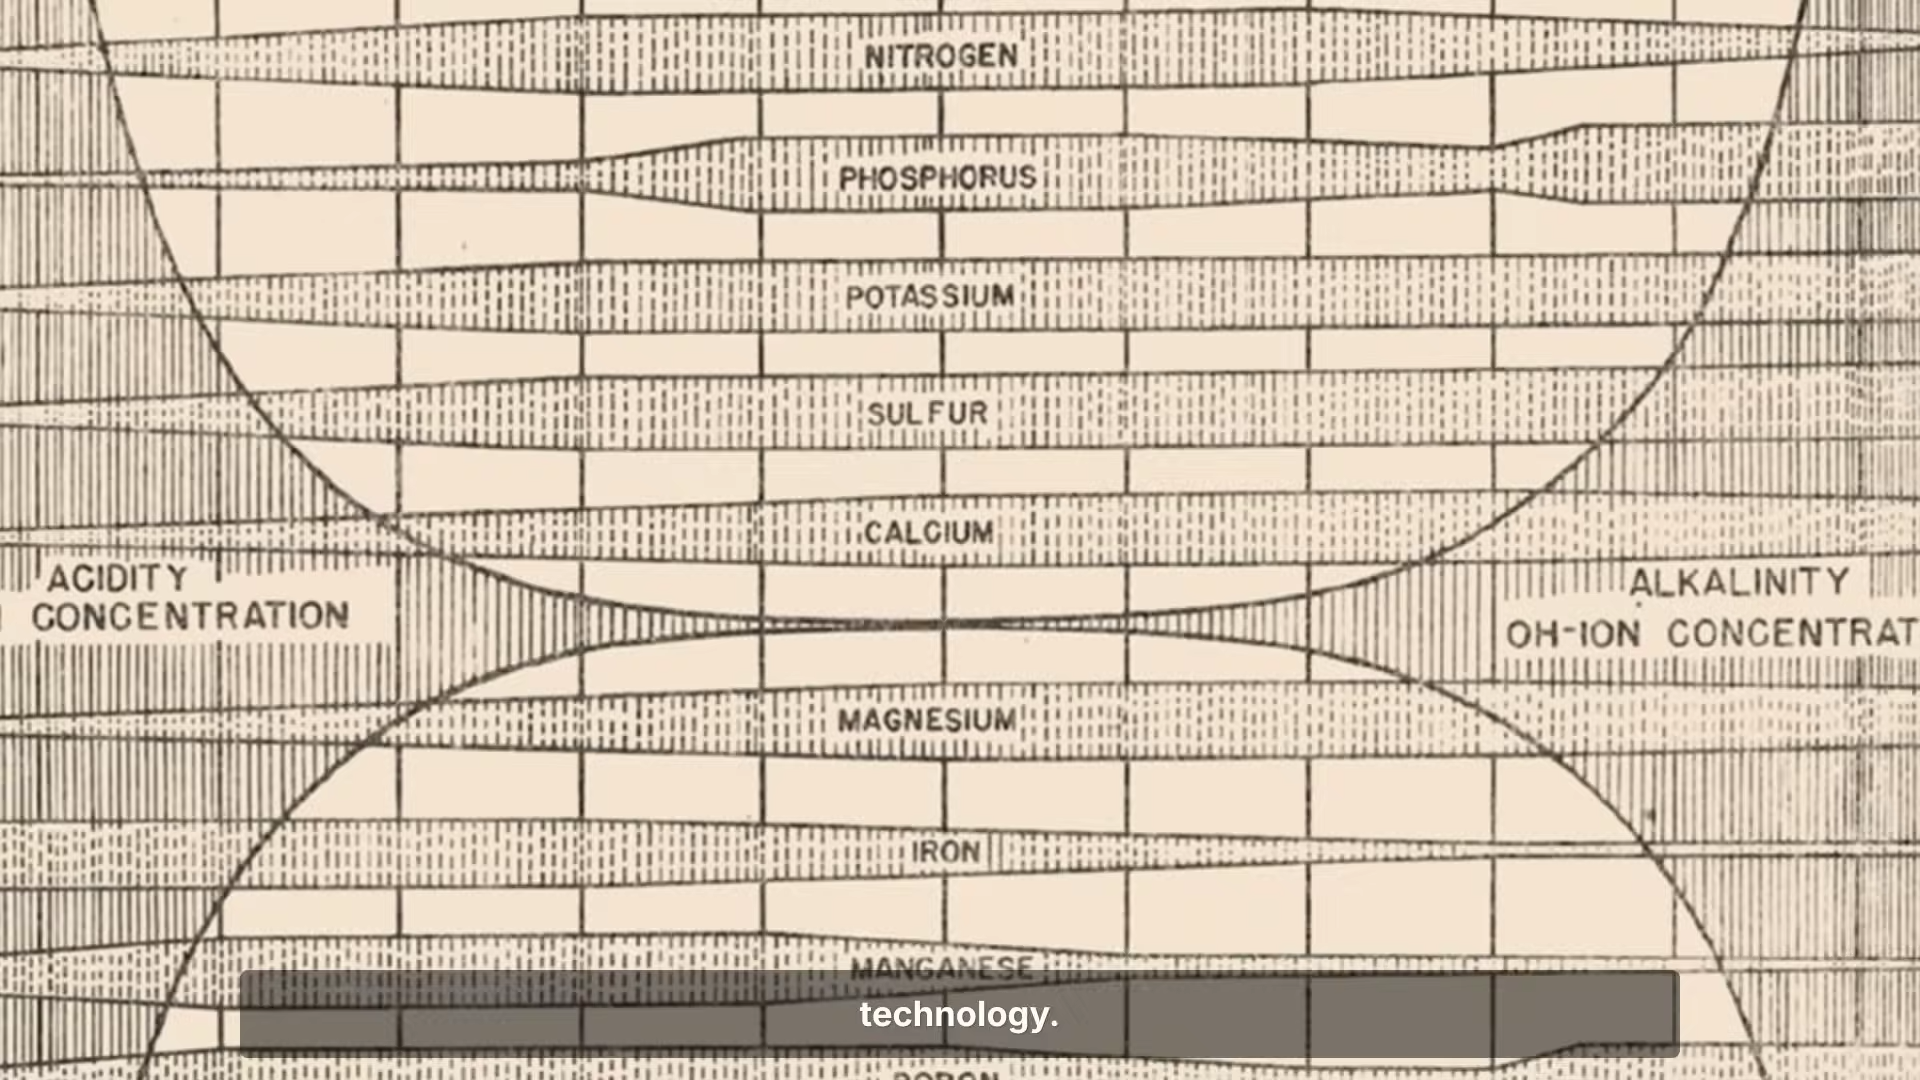 NITROGEN
PHOSPHORUS
POTASSIUM
SULFUR
CALCIUM
ACIDITY
CONCENTRATION
ALKALINITY
OH-ION CONCENTRAT
MAGNESIUM
IRON
MANGANESE
technology.